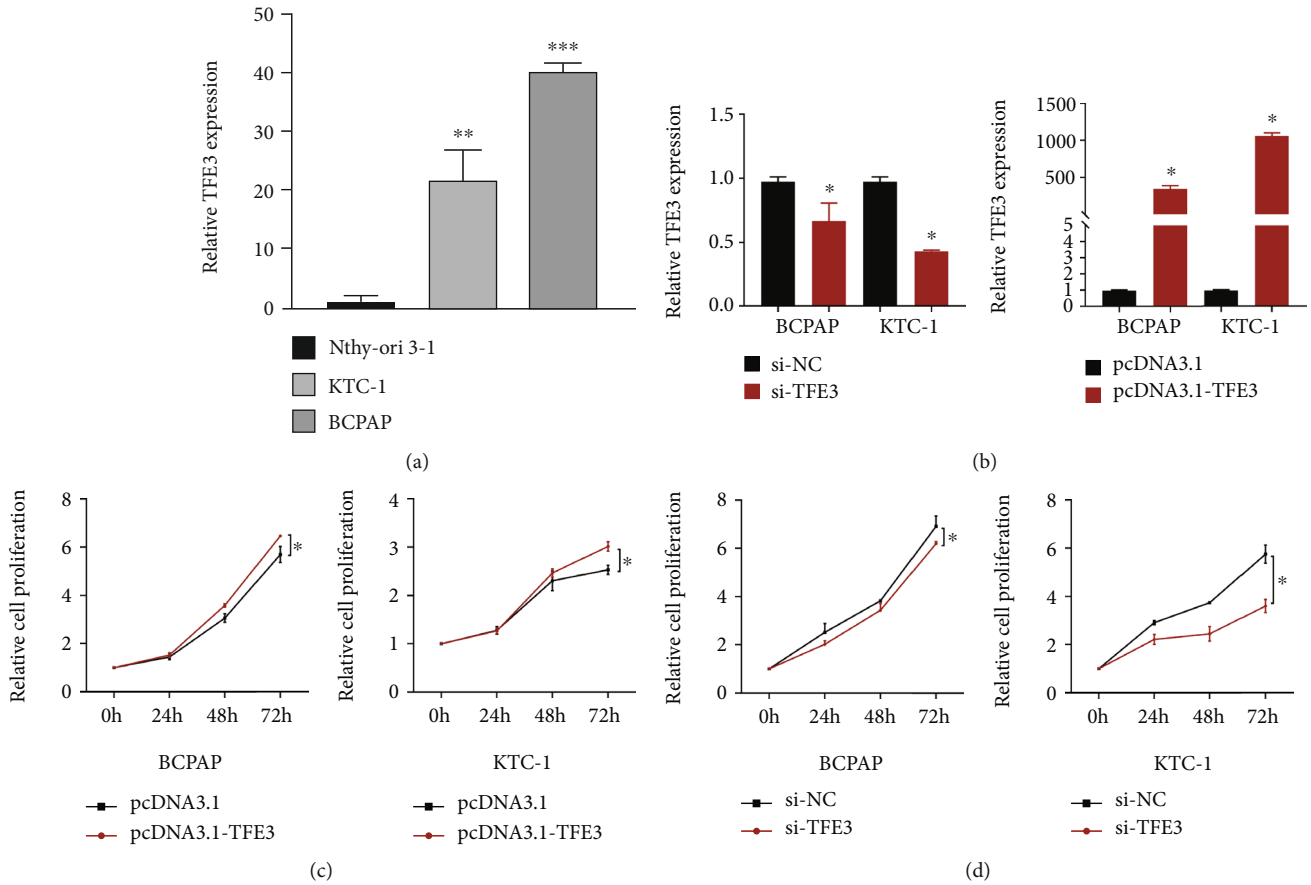 50
40
30
20
10
0
Relative TFE3 expression
**
***
Nthy-ori 3-1
KTC-1
BCPAP
(a)
1.5
1.0
0.5
0.0
Relative TFE3 expression
*
*
BCPAP
KTC-1
si-NC
si-TFE3
1500
1000
500
5
4
3
2
1
0
Relative TFE3 expression
*
*
BCPAP
KTC-1
pcDNA3.1
pcDNA3.1-TFE3
(b)
8
6
4
2
0
Relative cell proliferation
*
0h 24h 48h 72h
BCPAP
pcDNA3.1
pcDNA3.1-TFE3
4
3
2
1
0
Relative cell proliferation
*
0h 24h 48h 72h
KTC-1
pcDNA3.1
pcDNA3.1-TFE3
(c)
8
6
4
2
0
Relative cell proliferation
*
0h 24h 48h 72h
BCPAP
si-NC
si-TFE3
8
6
4
2
0
Relative cell proliferation
*
0h 24h 48h 72h
KTC-1
si-NC
si-TFE3
(d)